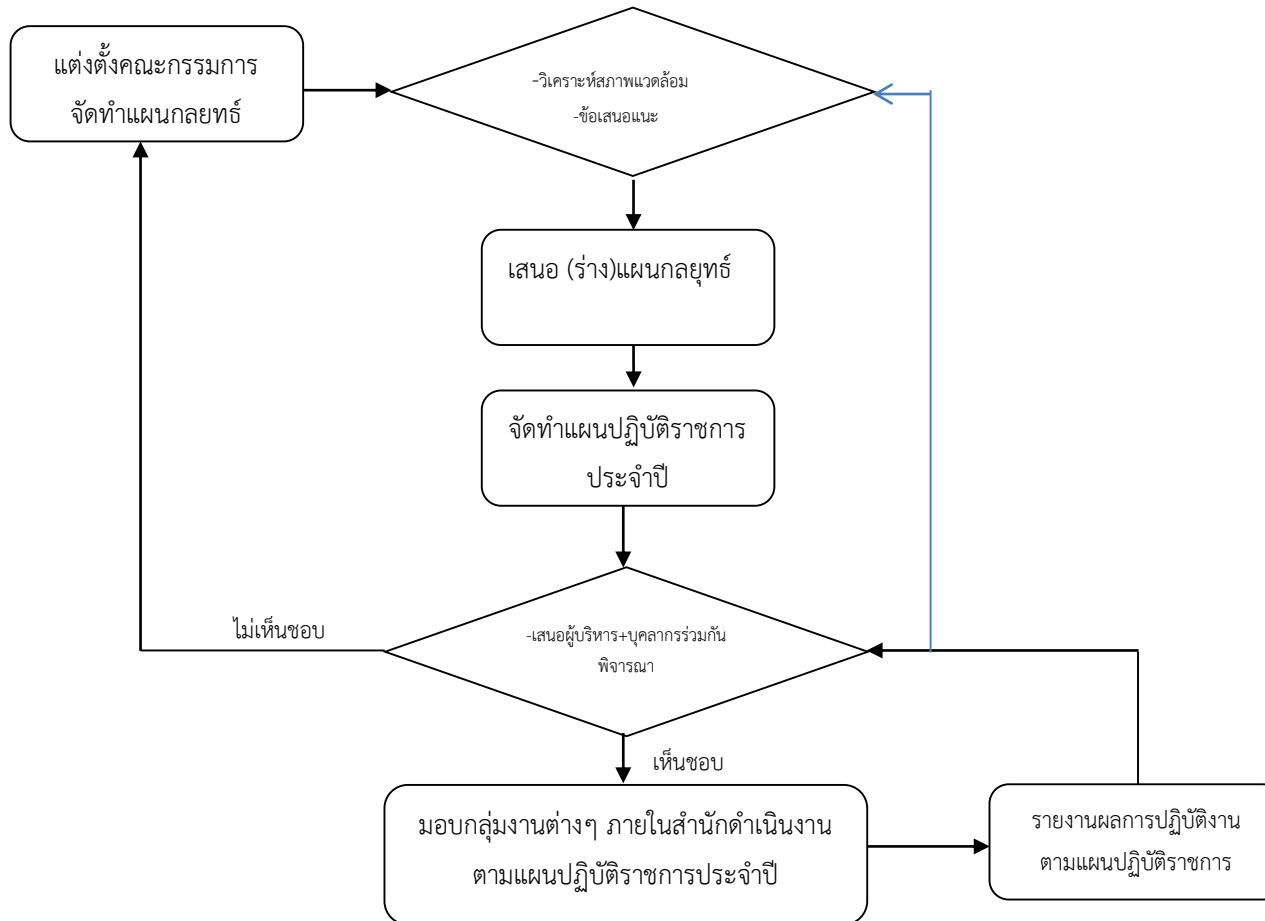 แต่งตั้งคณะกรรมการ
จัดทำแผนกลยทธ์
-วิเคราะห์สภาพแวดล้อม
-ข้อเสนอแนะ
เสนอ (ร่าง)แผนกลยุทธ์
จัดทำแผนปฏิบัติราชการ
ประจำปี
ไม่เห็นชอบ
-เสนอผู้บริหาร+บุคลากรร่วมกัน
พิจารณา
เห็นชอบ
มอบกลุ่มงานต่างๆ ภายในสำนักดำเนินงาน
ตามแผนปฏิบัติราชการประจำปี
รายงานผลการปฏิบัติงาน
ตามแผนปฏิบัติราชการ